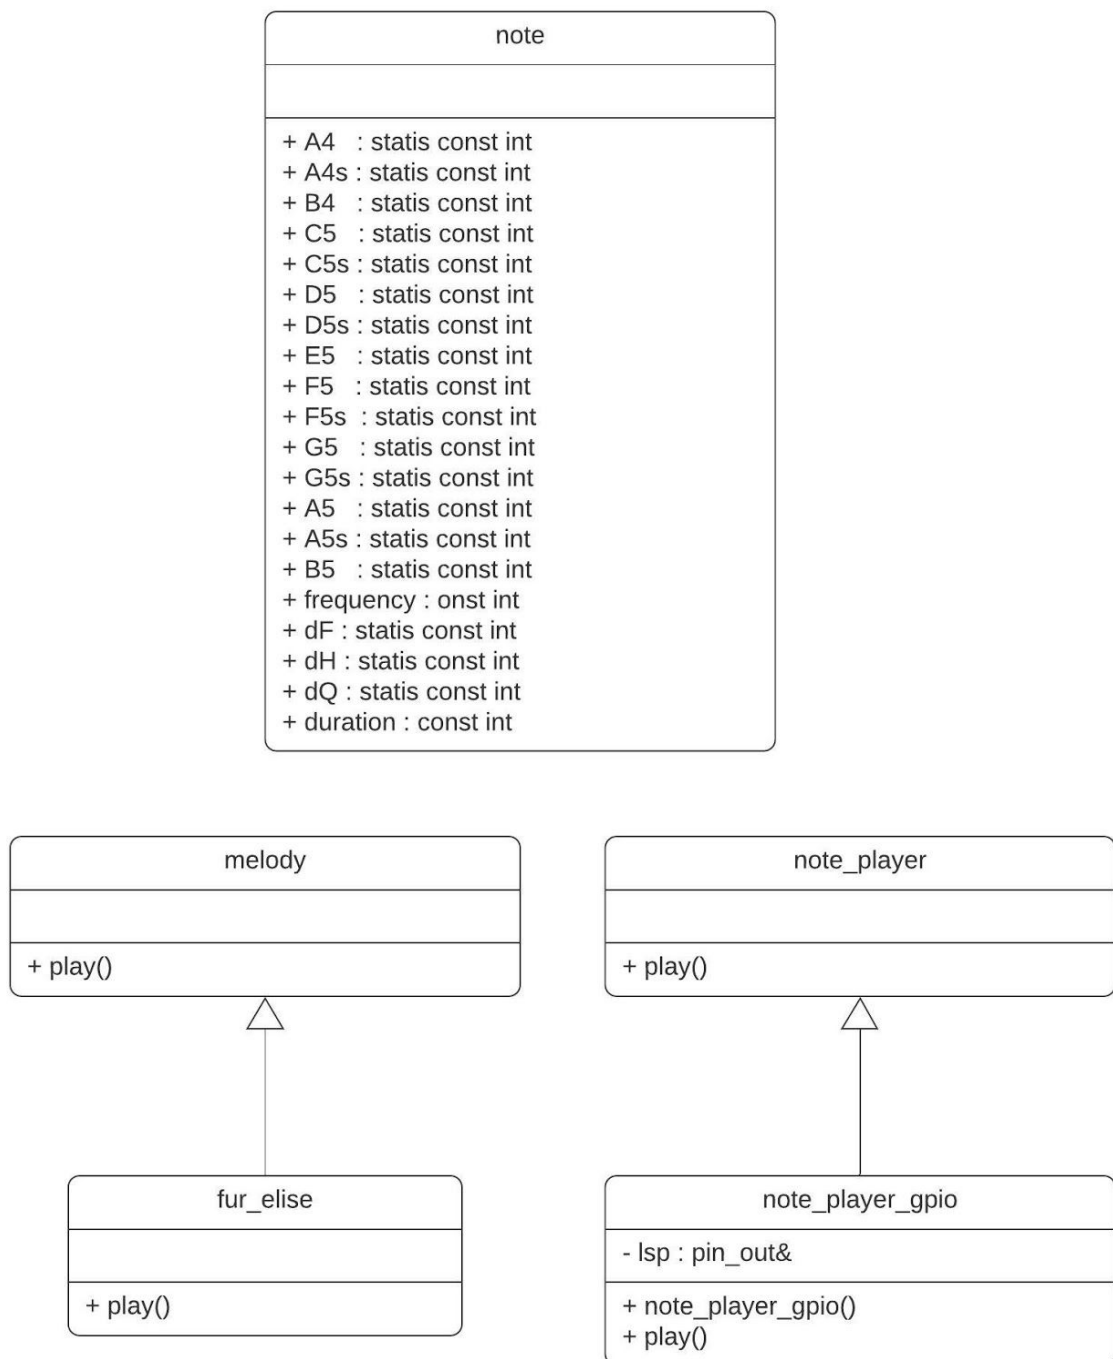 note
+ A4 : statis const int
+ A4s : statis const int
+ B4 : statis const int
+ C5 : statis const int
+ C5s : statis const int
+ D5 : statis const int
+ D5s : statis const int
+ E5 : statis const int
+ F5 : statis const int
+ F5s : statis const int
+ G5 : statis const int
+ G5s : statis const int
+ A5 : statis const int
+ A5s : statis const int
+ B5 : statis const int
+ frequency : onst int
+ dF : statis const int
+ dH : statis const int
+ dQ : statis const int
+ duration : const int
melody
+ play()
note_player
+ play()
fur_elise
+ play()
note_player_gpio
- lsp : pin_out&
+ note_player_gpio()
+ play()